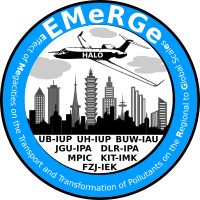 EMeRGe
Effect of Megacities on the Transport and Transformation of Pollutants on the Regional to Global Scales
HALO
UB-IUP UH-IUP BUW-IAU
JGU-IPA DLR-IPA
MPIC KIT-IMK
FZJ-IEK